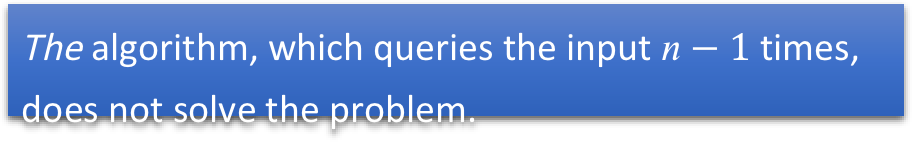 The algorithm, which queries the input n − 1 times,
does not solve the problem.